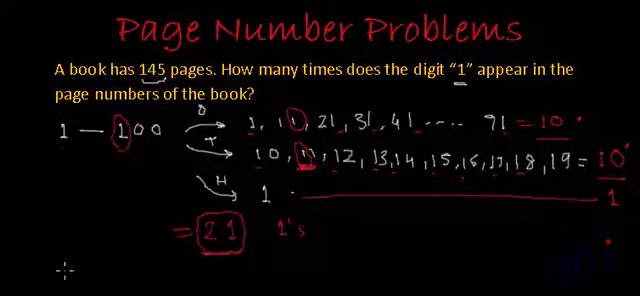 Page Number Problems
A book has 145 pages. How many times does the digit “1” appear in the
page numbers of the book?
1 — 100 O 1, 11, 21, 31, 41 ..... 91 = 10
T 10, 11, 12, 13, 14, 15, 16, 17, 18, 19 = 10
H 1 1
= 21 1's